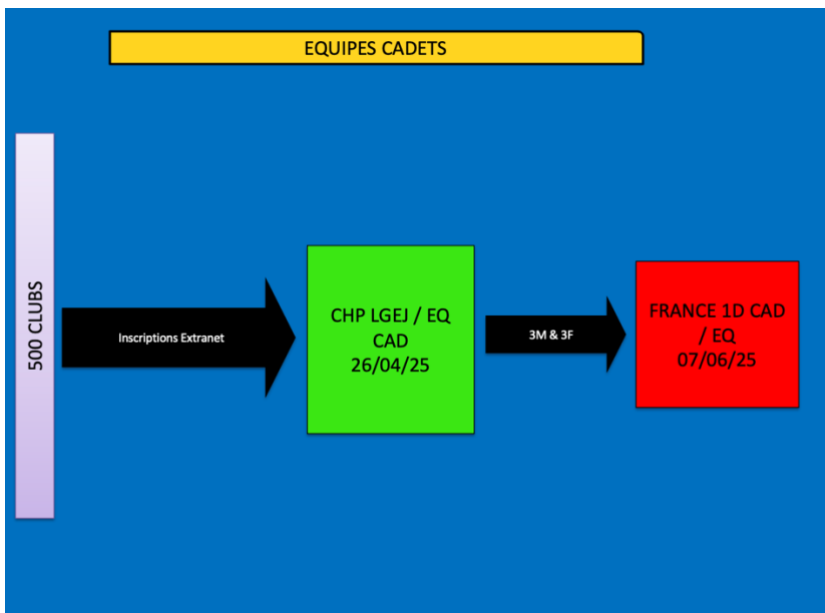 EQUIPES CADETS
500 CLUBS
Inscriptions Extranet
CHP LGEJ / EQ
CAD
26/04/25
3M & 3F
FRANCE 1D CAD
/ EQ
07/06/25